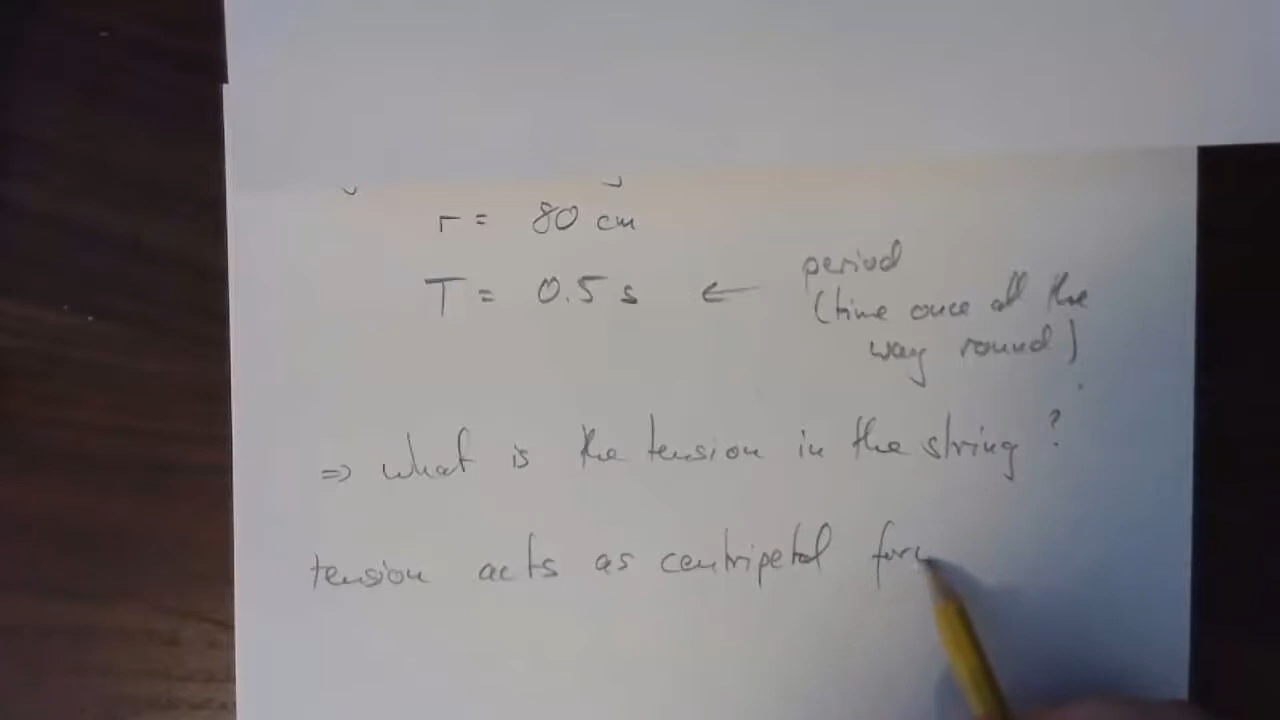 r = 80 cm
T = 0.5 s ← period
(time once all the
way round)
⇒ what is the tension in the string?
tension acts as centripetal forc